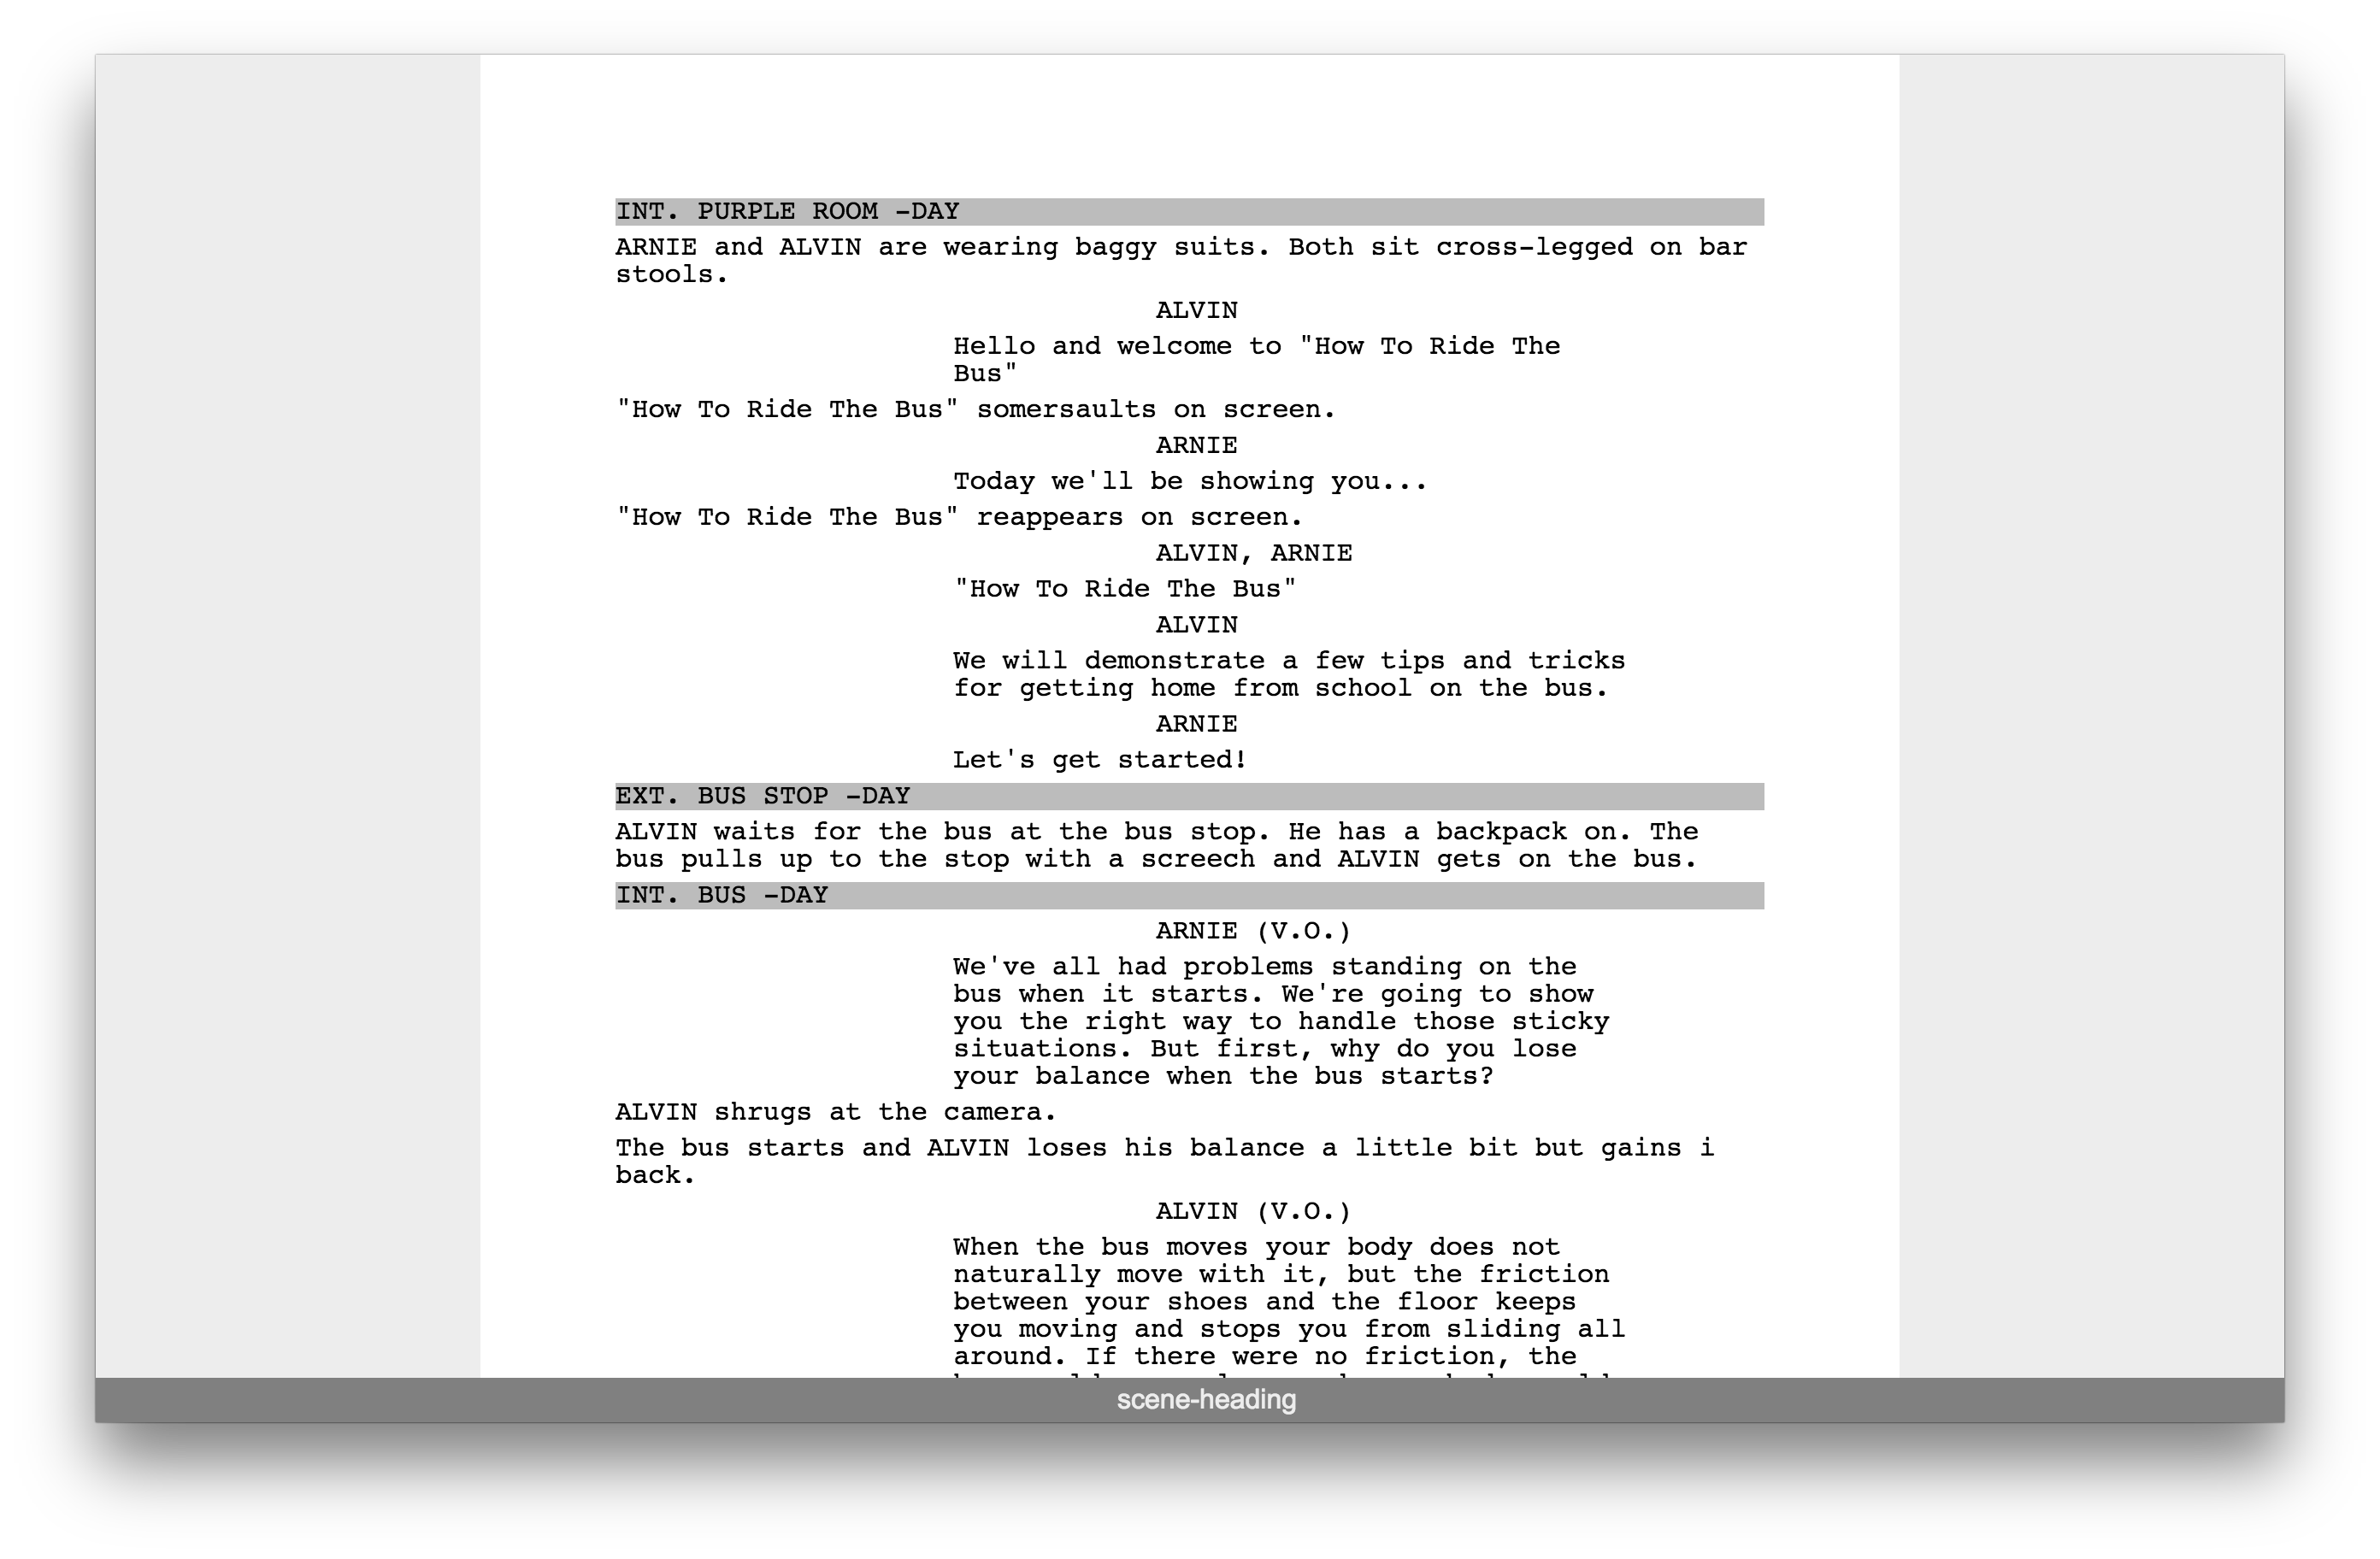 INT. PURPLE ROOM -DAY
ARNIE and ALVIN are wearing baggy suits. Both sit cross-legged on bar
stools.
ALVIN
Hello and welcome to "How To Ride The
Bus"
"How To Ride The Bus" somersaults on screen.
ARNIE
Today we'll be showing you...
"How To Ride The Bus" reappears on screen.
ALVIN, ARNIE
"How To Ride The Bus"
ALVIN
We will demonstrate a few tips and tricks
for getting home from school on the bus.
ARNIE
Let's get started!
EXT. BUS STOP -DAY
ALVIN waits for the bus at the bus stop. He has a backpack on. The
bus pulls up to the stop with a screech and ALVIN gets on the bus.
INT. BUS -DAY
ARNIE (V.O.)
We've all had problems standing on the
bus when it starts. We're going to show
you the right way to handle those sticky
situations. But first, why do you lose
your balance when the bus starts?
ALVIN shrugs at the camera.
The bus starts and ALVIN loses his balance a little bit but gains i
back.
ALVIN (V.O.)
When the bus moves your body does not
naturally move with it, but the friction
between your shoes and the floor keeps
you moving and stops you from sliding all
around. If there were no friction, the
scene-heading